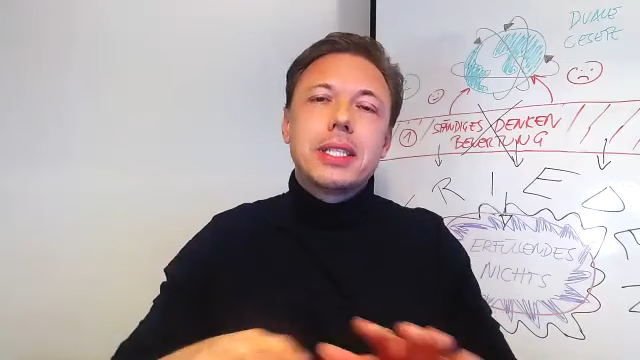 DUALE
GESETZ
① STÄNDIGES DENKEN
BEWERTUNG
R I E D
ERFÜLLENDES
NICHTS